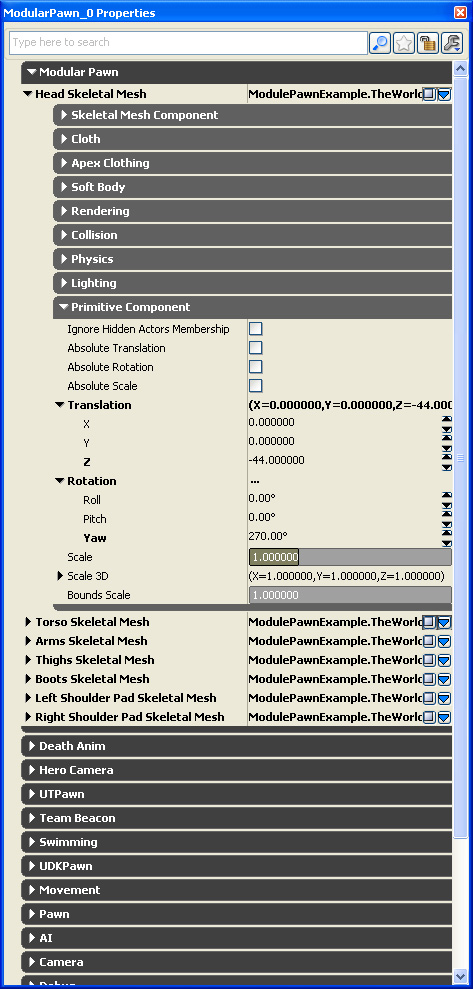 ModularPawn_0 Properties
Type here to search
Modular Pawn
Head Skeletal Mesh ModulePawnExample.TheWorld
Skeletal Mesh Component
Cloth
Apex Clothing
Soft Body
Rendering
Collision
Physics
Lighting
Primitive Component
Ignore Hidden Actors Membership
Absolute Translation
Absolute Rotation
Absolute Scale
Translation (X=0.000000,Y=0.000000,Z=-44.000
X 0.000000
Y 0.000000
Z -44.000000
Rotation ...
Roll 0.00°
Pitch 0.00°
Yaw 270.00°
Scale 1.000000
Scale 3D (X=1.000000,Y=1.000000,Z=1.000000)
Bounds Scale 1.000000
Torso Skeletal Mesh ModulePawnExample.TheWorld
Arms Skeletal Mesh ModulePawnExample.TheWorld
Thighs Skeletal Mesh ModulePawnExample.TheWorld
Boots Skeletal Mesh ModulePawnExample.TheWorld
Left Shoulder Pad Skeletal Mesh ModulePawnExample.TheWorld
Right Shoulder Pad Skeletal Mesh ModulePawnExample.TheWorld
Death Anim
Hero Camera
UTPawn
Team Beacon
Swimming
UDKPawn
Movement
Pawn
AI
Camera
Debug